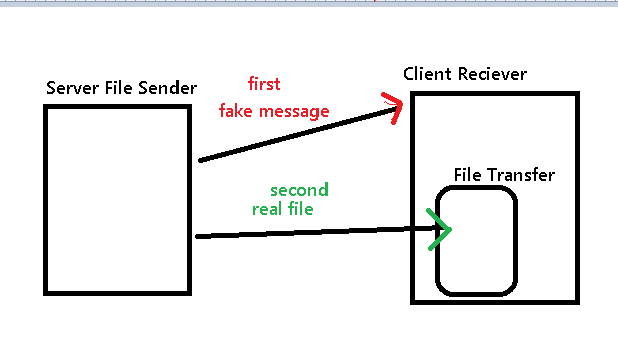 Server File Sender
first
fake message
Client Reciever
second
real file
File Transfer